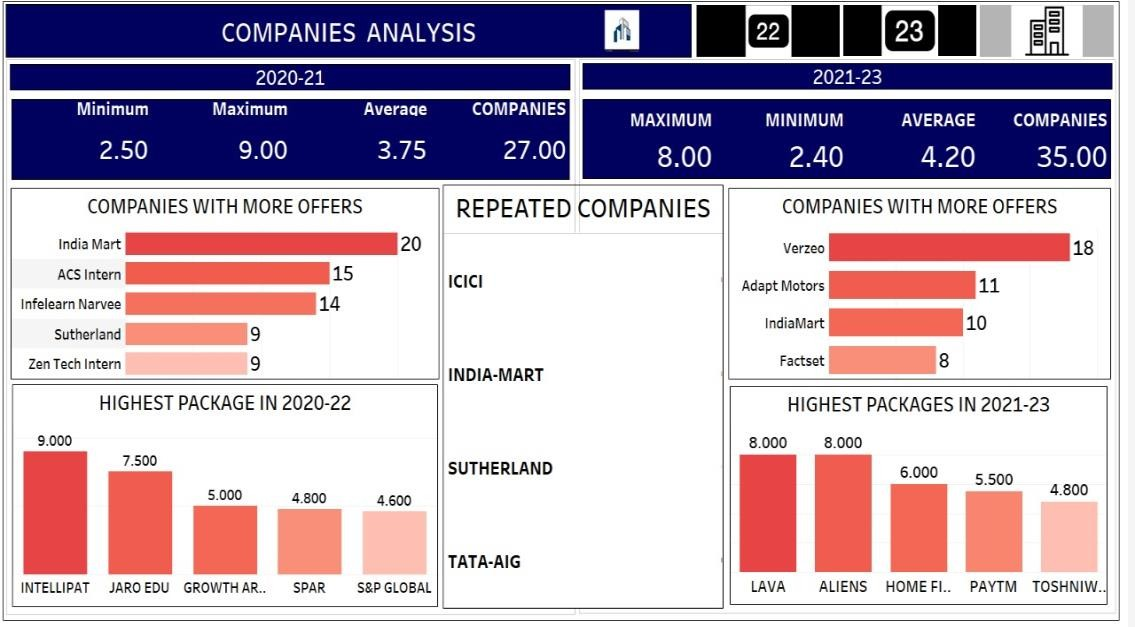 COMPANIES ANALYSIS
22
23
2020-21
Minimum Maximum Average COMPANIES
2.50 9.00 3.75 27.00
2021-23
MAXIMUM MINIMUM AVERAGE COMPANIES
8.00 2.40 4.20 35.00
COMPANIES WITH MORE OFFERS
India Mart 20
ACS Intern 15
Infelearn Narvee 14
Sutherland 9
Zen Tech Intern 9
REPEATED COMPANIES
ICICI
INDIA-MART
SUTHERLAND
TATA-AIG
COMPANIES WITH MORE OFFERS
Verzeo 18
Adapt Motors 11
IndiaMart 10
Factset 8
HIGHEST PACKAGE IN 2020-22
9.000 7.500 5.000 4.800 4.600
INTELLIPAT JARO EDU GROWTH AR.. SPAR S&P GLOBAL
HIGHEST PACKAGES IN 2021-23
8.000 8.000 6.000 5.500 4.800
LAVA ALIENS HOME FI.. PAYTM TOSHNIW..